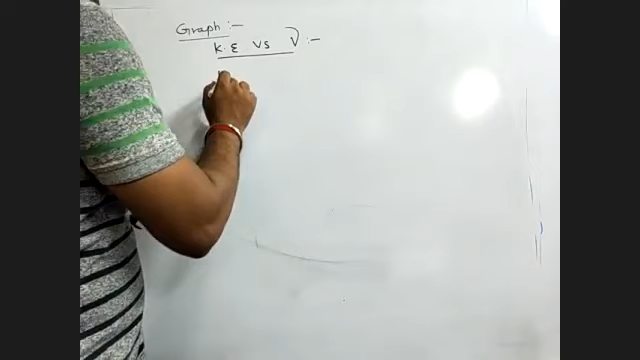 Graph :-
K.E vs ν :-